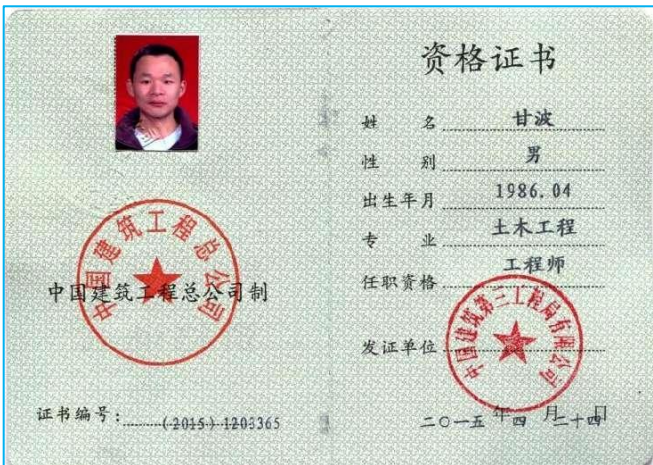 中国建筑工程总公司
中国建筑工程总公司制
证书编号：(2015)1203365
资格证书
姓 名 甘波
性 别 男
出生年月 1986.04
专 业 土木工程
任职资格 工程师
发证单位
中国建筑第三工程局有限公司
二○一五 年 四 月 二十四 日